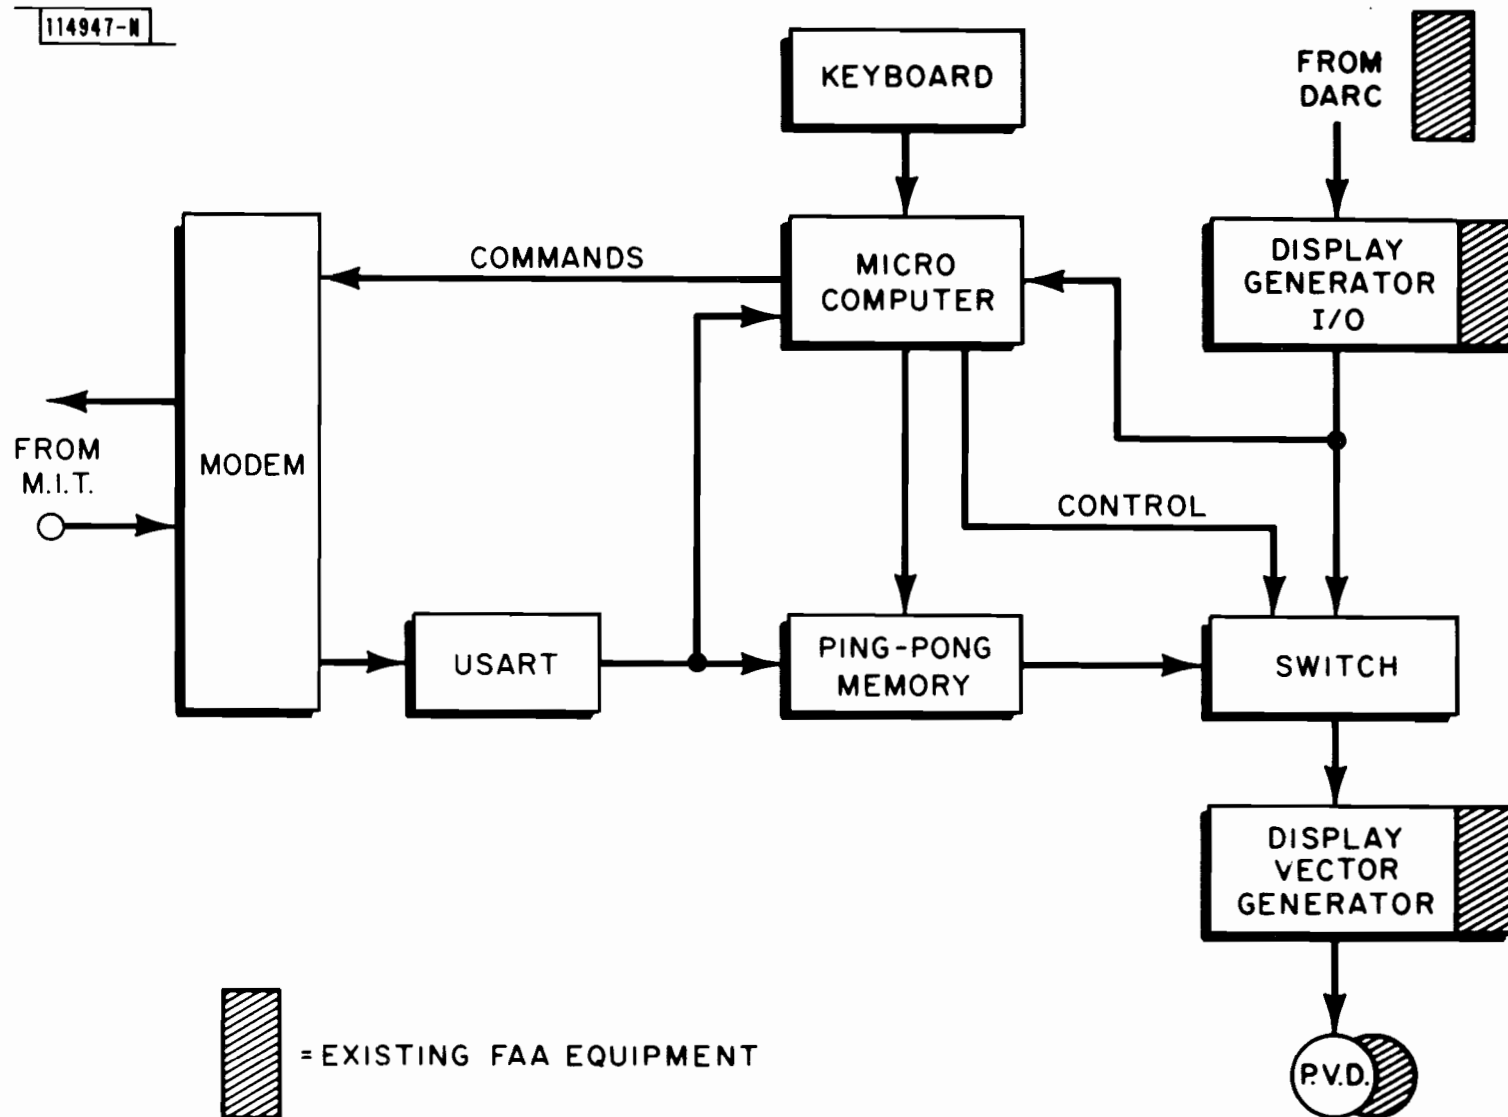 114947-N
KEYBOARD
FROM
DARC
COMMANDS
MICRO
COMPUTER
DISPLAY
GENERATOR
I/O
FROM
M.I.T.
MODEM
CONTROL
USART
PING-PONG
MEMORY
SWITCH
DISPLAY
VECTOR
GENERATOR
= EXISTING FAA EQUIPMENT
P.V.D.